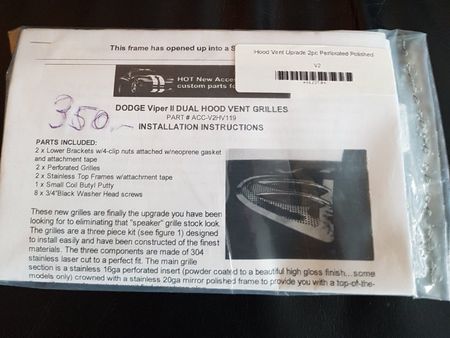 This frame has opened up into a S
Hood Vent Uprade 2pc Perforated Polished
V2
HOT New Acce
custom parts fo
350,-
DODGE Viper II DUAL HOOD VENT GRILLES
PART # ACC-V2HV119
INSTALLATION INSTRUCTIONS
PARTS INCLUDED:
2 x Lower Brackets w/4-clip nuts attached w/neoprene gasket
and attachment tape
2 x Perforated Grilles
2 x Stainless Top Frames w/attachment tape
1 x Small Coil Butyl Putty
8 x 3/4"Black Washer Head screws
These new grilles are finally the upgrade you have been
looking for to eliminating that "speaker" grille stock look.
The grilles are a three piece kit (see figure 1) designed
to install easily and have been constructed of the finest
materials. The three components are made of 304
stainless laser cut to a perfect fit. The main grille
section is a stainless 16ga perforated insert (powder coated to a beautiful high gloss finish...some
models only) crowned with a stainless 20ga mirror polished frame to provide you with a top-of-the-